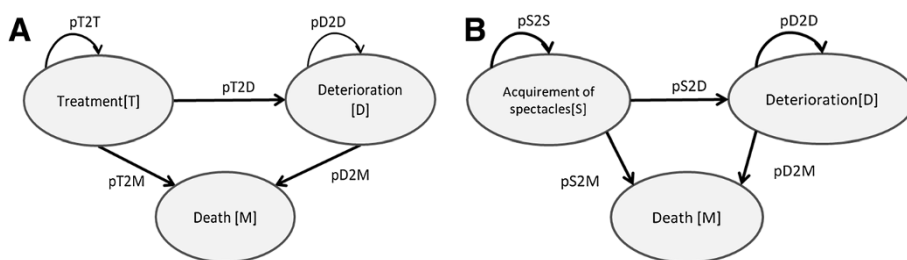 A
pT2T
Treatment[T]
pT2D
pD2D
Deterioration
[D]
pT2M
pD2M
Death [M]
B
pS2S
Acquirement of
spectacles[S]
pS2D
pD2D
Deterioration[D]
pS2M
pD2M
Death [M]